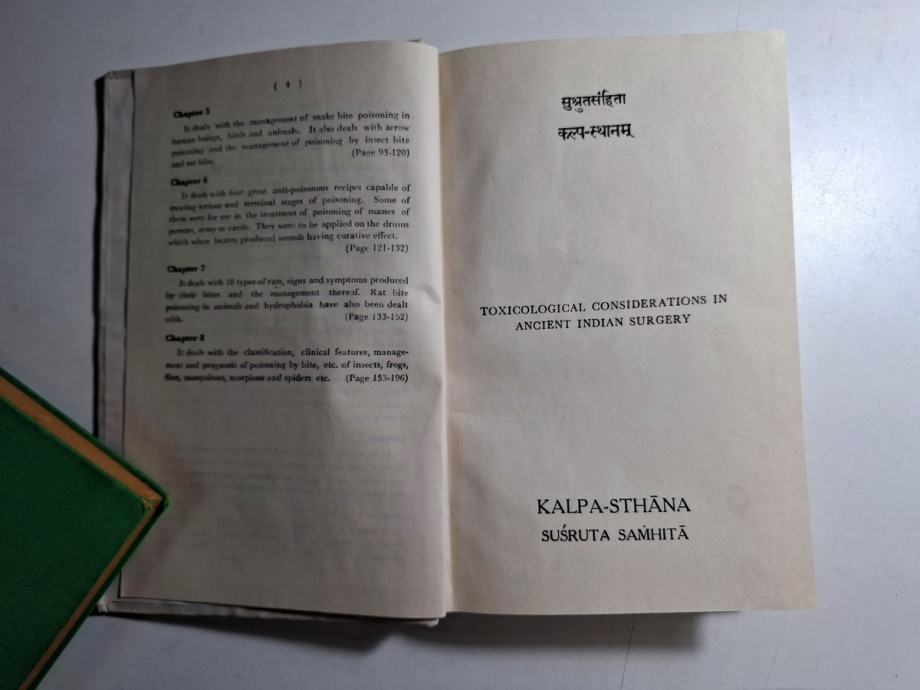 ( 4 )
Chapter 5
It deals with the management of snake bite poisoning in
human beings, birds and animals. It also deals with arrow
poisoning and the management of poisoning by insect bite
(Page 93-120)
and rat bite.
Chapter 6
It deals with four great anti-poisonous recipes capable of
treating serious and terminal stages of poisoning. Some of
these were for use in the treatment of poisoning of masses of
persons, army or cattle. They were to be applied on the drums
which when beaten produced sounds having curative effect.
(Page 121-132)
Chapter 7
It deals with 18 types of rats, signs and symptoms produced
by their bites and the management thereof. Rat bite
poisoning in animals and hydrophobia have also been dealt
with. (Page 133-152)
Chapter 8
It deals with the classification, clinical features, manage-
ment and prognosis of poisoning by bite, etc. of insects, frogs,
flies, mosquitoes, scorpions and spiders, etc. (Page 153-196)
सुश्रुतसंहिता
कल्प-स्थानम्
TOXICOLOGICAL CONSIDERATIONS IN
ANCIENT INDIAN SURGERY
KALPA-STHĀNA
SUŚRUTA SAṀHITĀ